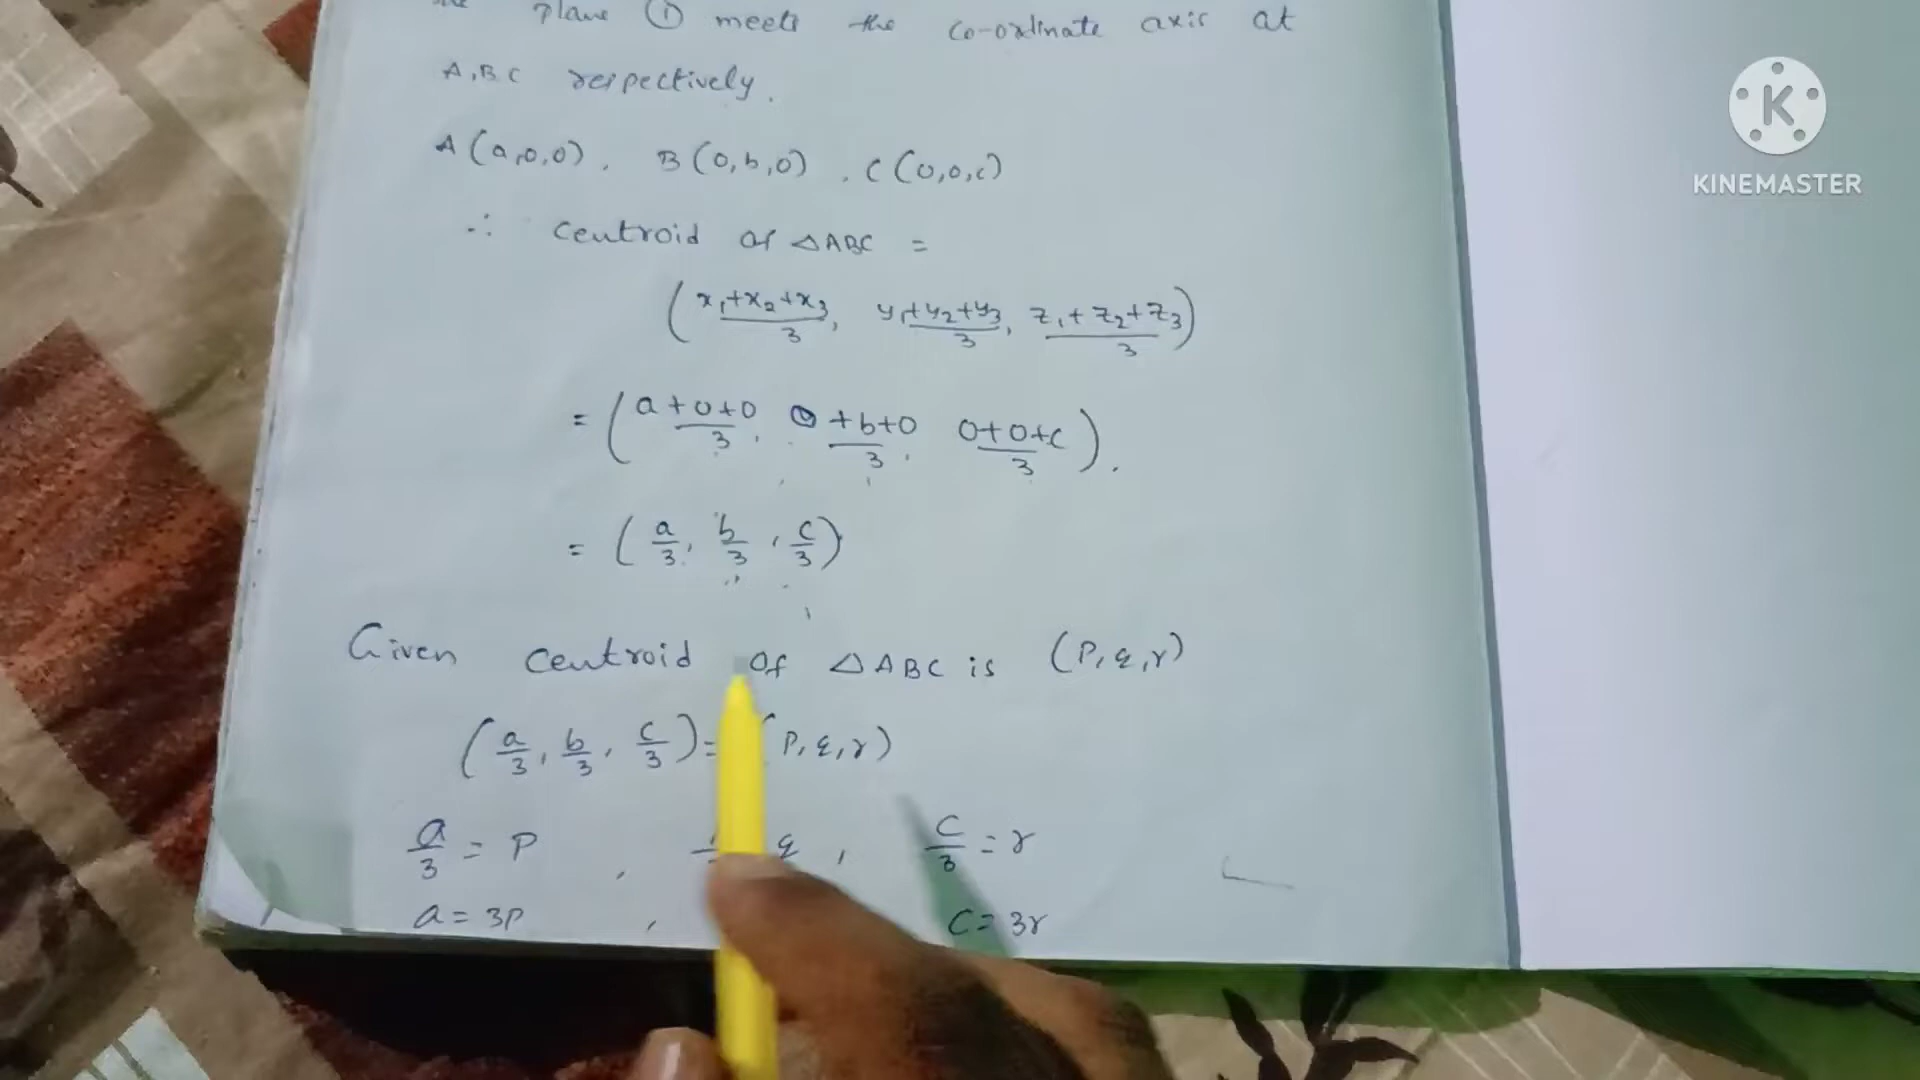 plane ① meets the co-ordinate axis at
A,B C respectively.
A(a,0,0). B(0,b,0). C(0,0,c)
∴ Centroid of △ABC =
(x₁+x₂+x₃/3, y₁+y₂+y₃/3, z₁+z₂+z₃/3)
= (a+0+0/3, 0+b+0/3, 0+0+c/3).
= (a/3, b/3, c/3)
Given centroid of △ABC is (P,q,r)
(a/3, b/3, c/3) = (P,q,r)
a/3 = P, q, c/3 = r
a=3P, C=3r
KINEMASTER